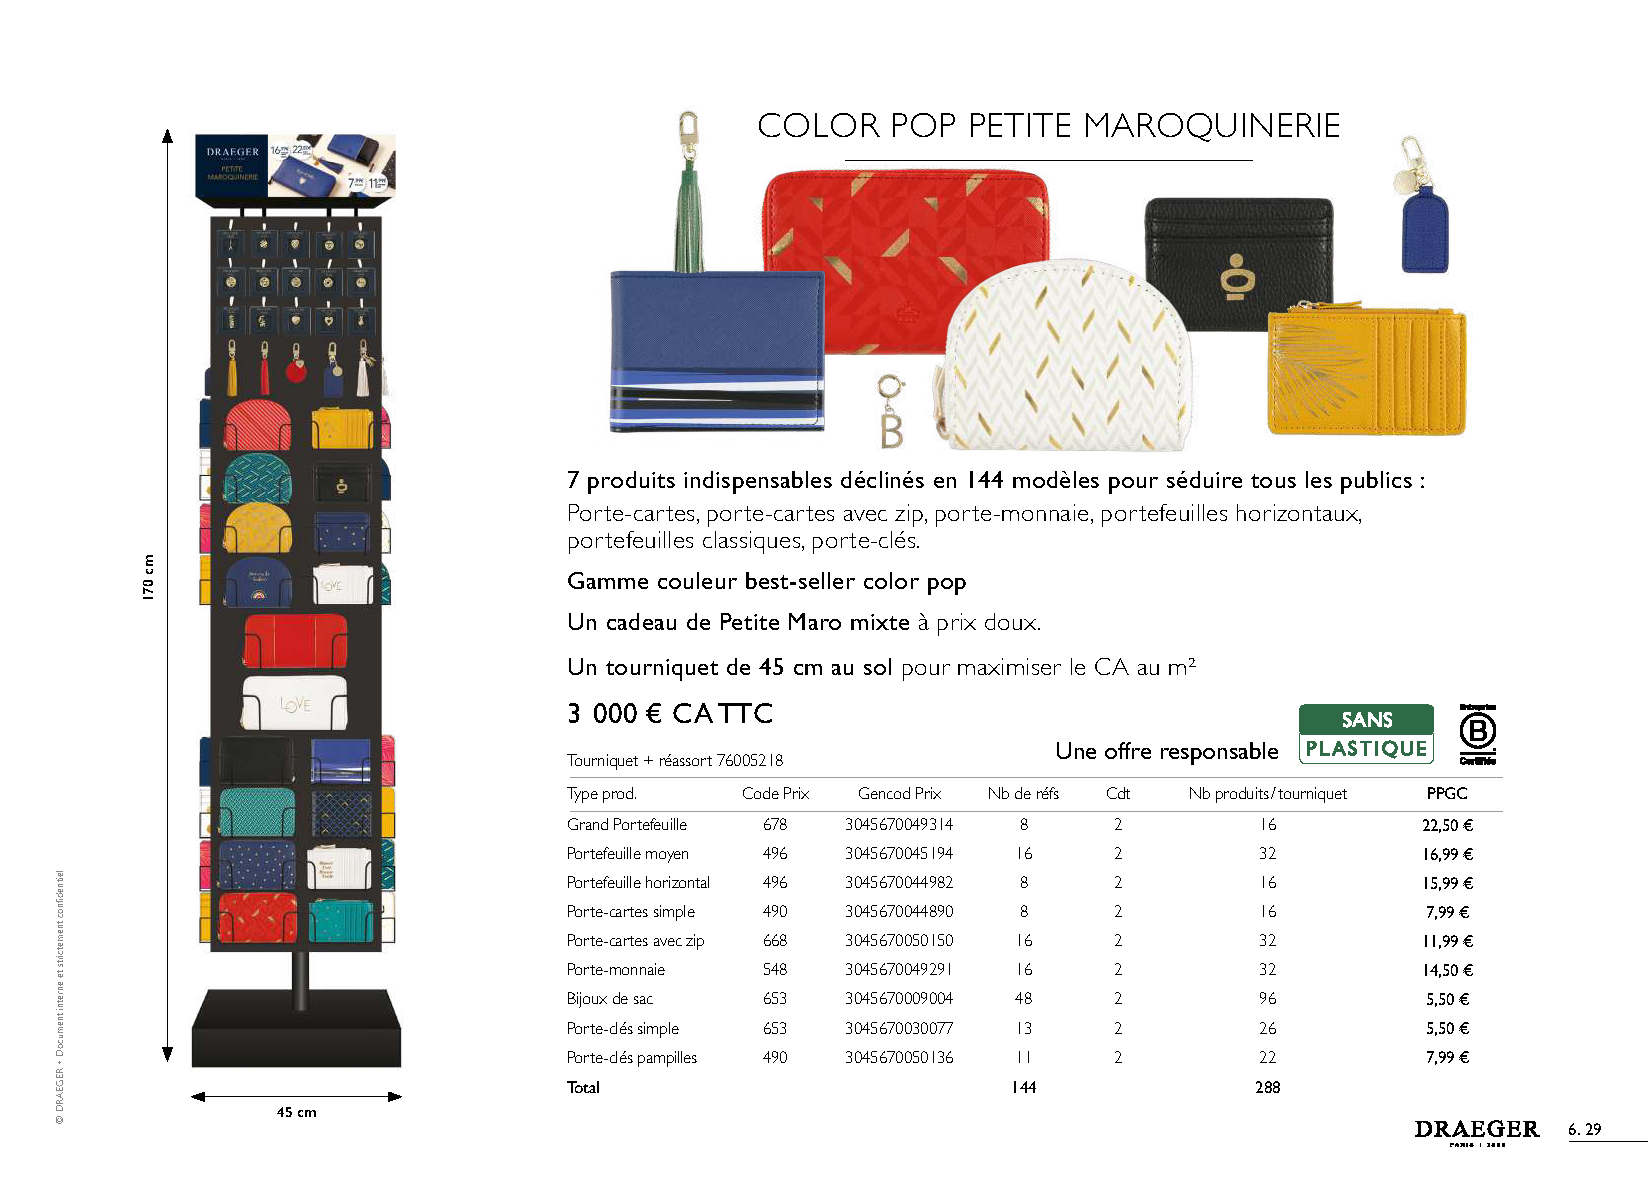 COLOR POP PETITE MAROQUINERIE
DRAEGER
PETITE
MAROQUINERIE
B
LOVE
LOVE
170 cm
45 cm
7 produits indispensables déclinés en 144 modèles pour séduire tous les publics :
Porte-cartes, porte-cartes avec zip, porte-monnaie, portefeuilles horizontaux,
portefeuilles classiques, porte-clés.
Gamme couleur best-seller color pop
Un cadeau de Petite Maro mixte à prix doux.
Un tourniquet de 45 cm au sol pour maximiser le CA au m²
3 000 € CA TTC
Tourniquet + réassort 76005218
Une offre responsable
SANS
PLASTIQUE
Entreprise
B
Certifiée
Type prod. Code Prix Gencod Prix Nb de réfs Cdt Nb produits/tourniquet PPGC
Grand Portefeuille 678 3045670049314 8 2 16 22,50 €
Portefeuille moyen 496 3045670045194 16 2 32 16,99 €
Portefeuille horizontal 496 3045670044982 8 2 16 15,99 €
Porte-cartes simple 490 3045670044890 8 2 16 7,99 €
Porte-cartes avec zip 668 3045670050150 16 2 32 11,99 €
Porte-monnaie 548 3045670049291 16 2 32 14,50 €
Bijoux de sac 653 3045670009004 48 2 96 5,50 €
Porte-clés simple 653 3045670030077 13 2 26 5,50 €
Porte-clés pampilles 490 3045670050136 11 2 22 7,99 €
Total 144 288
© DRAEGER • Document interne et strictement confidentiel
DRAEGER
6. 29